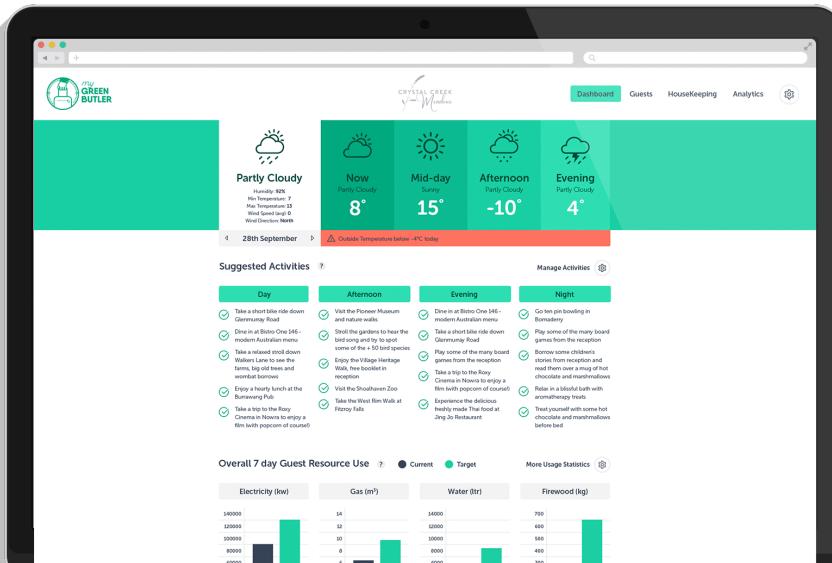 my
GREEN
BUTLER
CRYSTAL CREEK
Meadows
Dashboard
Guests
HouseKeeping
Analytics
Partly Cloudy
Humidity: 92%
Min Temperature: 7
Max Temperature: 13
Wind Speed (avg) 0
Wind Direction: North
Now
Partly Cloudy
8°
Mid-day
Sunny
15°
Afternoon
Partly Cloudy
-10°
Evening
Partly Cloudy
4°
28th September
Outside Temperature below -4°C today
Suggested Activities ?
Manage Activities
Day
Take a short bike ride down
Glenmurray Road
Dine in at Bistro One 146 -
modern Australian menu
Take a relaxed stroll down
Walkers Lane to see the
farms, big old trees and
wombat borrows
Enjoy a hearty lunch at the
Burrawang Pub
Take a trip to the Roxy
Cinema in Nowra to enjoy a
film (with popcorn of course!)
Afternoon
Visit the Pioneer Museum
and nature walks
Stroll the gardens to hear the
bird song and try to spot
some of the + 50 bird species
Enjoy the Village Heritage
Walk, free booklet in
reception
Visit the Shoalhaven Zoo
Take the West Rim Walk at
Fitzroy Falls
Evening
Dine in at Bistro One 146 -
modern Australian menu
Take a short bike ride down
Glenmurray Road
Play some of the many board
games from the reception
Take a trip to the Roxy
Cinema in Nowra to enjoy a
film (with popcorn of course!)
Experience the delicious
freshly made Thai food at
Jing Jo Restaurant
Night
Go ten pin bowling in
Bomaderry
Play some of the many board
games from the reception
Borrow some children's
stories from reception and
read them over a mug of hot
chocolate and marshmallows
Relax in a blissful bath with
aromatherapy treats
Treat yourself with some hot
chocolate and marshmallows
before bed
Overall 7 day Guest Resource Use ?
Current
Target
More Usage Statistics
Electricity (kw)
140000
120000
100000
80000
Gas (m³)
14
12
10
8
Water (ltr)
14000
12000
10000
8000
Firewood (kg)
700
600
500
400